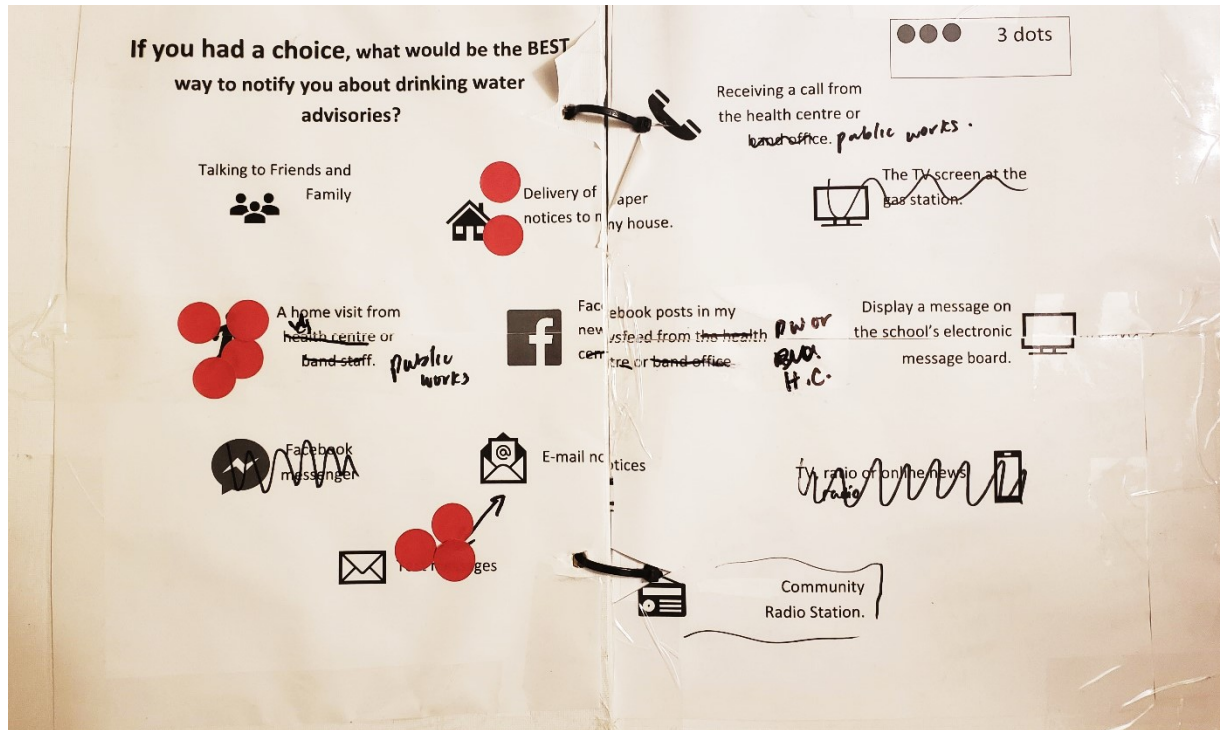 If you had a choice, what would be the BEST
way to notify you about drinking water
advisories?
3 dots
Receiving a call from
the health centre or
band office. public works.
Talking to Friends and
Family
Delivery of aper
notices to m ny house.
The TV screen at the
gas station.
A home visit from
health centre or
band staff. public
works
Facebook posts in my
newsfeed from the health
centre or band office
pw or
H.C.
Display a message on
the school's electronic
message board.
Facebook
messenger
E-mail notices
TV, radio or online news
radio
ges
Community
Radio Station.